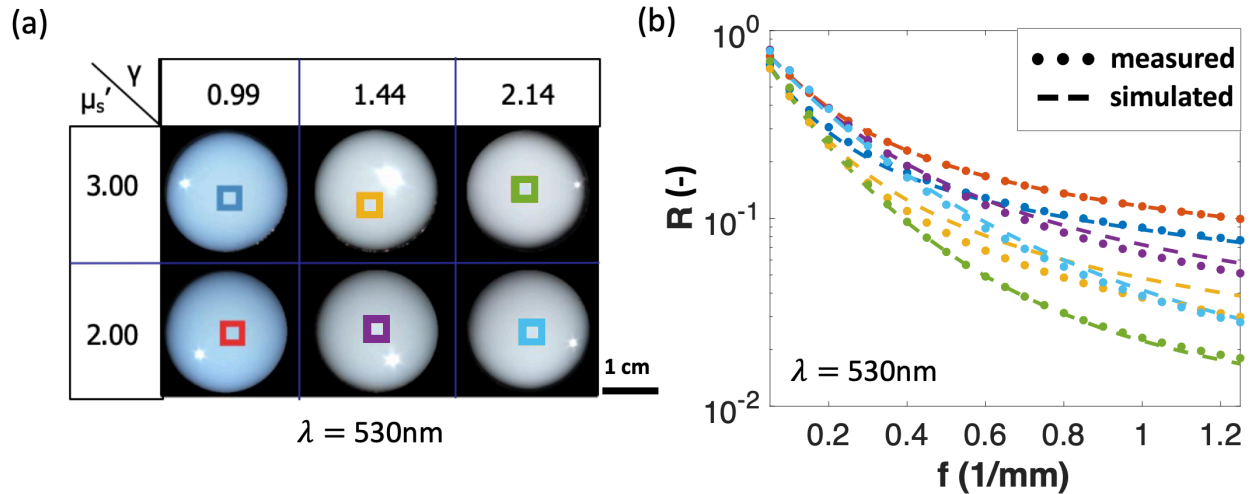 (a)
γ
μs′
0.99
1.44
2.14
3.00
2.00
1 cm
λ = 530nm
(b)
10⁰
10⁻¹
10⁻²
R (-)
measured
simulated
λ = 530nm
0.2
0.4
0.6
0.8
1
1.2
f (1/mm)